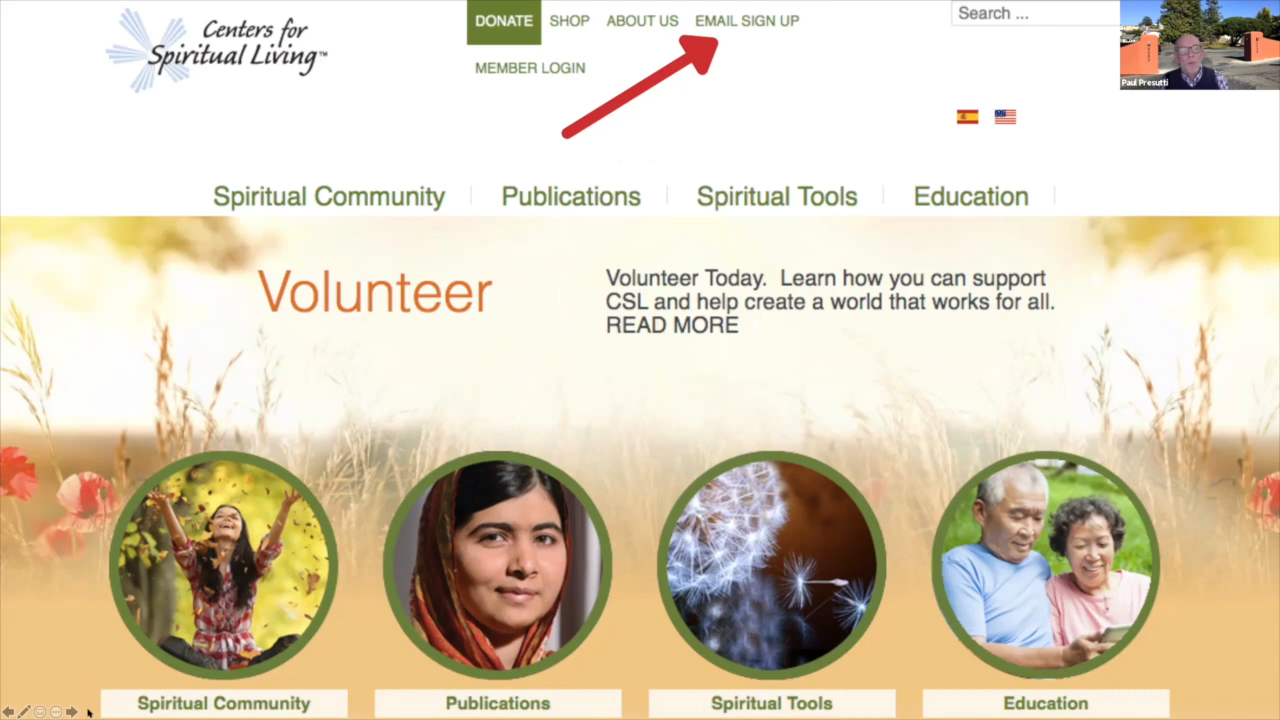 Centers for
Spiritual Living™
DONATE SHOP ABOUT US EMAIL SIGN UP
MEMBER LOGIN
Search ...
Paul Presutti
Spiritual Community
Publications
Spiritual Tools
Education
Volunteer
Volunteer Today. Learn how you can support
CSL and help create a world that works for all.
READ MORE
Spiritual Community
Publications
Spiritual Tools
Education